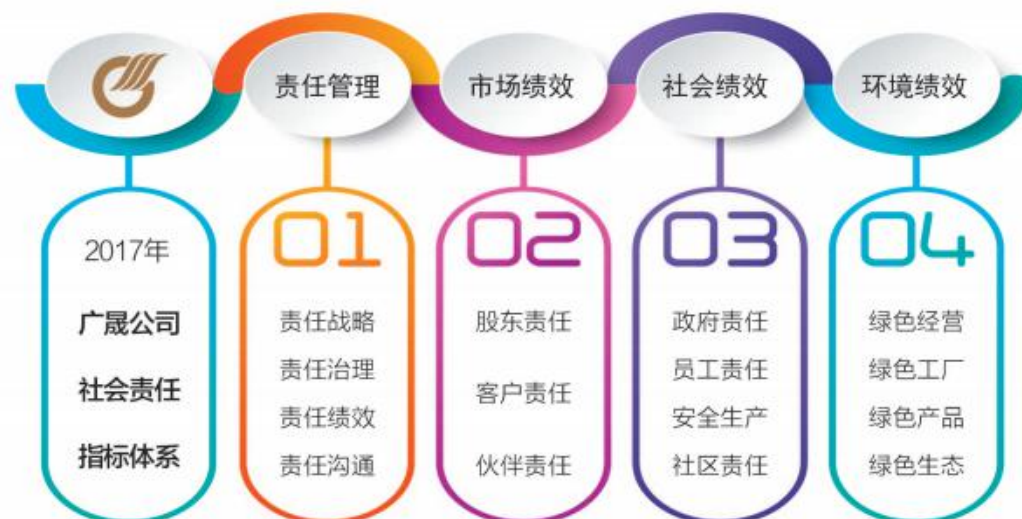 责任管理
市场绩效
社会绩效
环境绩效
2017年
广晟公司
社会责任
指标体系
01
责任战略
责任治理
责任绩效
责任沟通
02
股东责任
客户责任
伙伴责任
03
政府责任
员工责任
安全生产
社区责任
04
绿色经营
绿色工厂
绿色产品
绿色生态